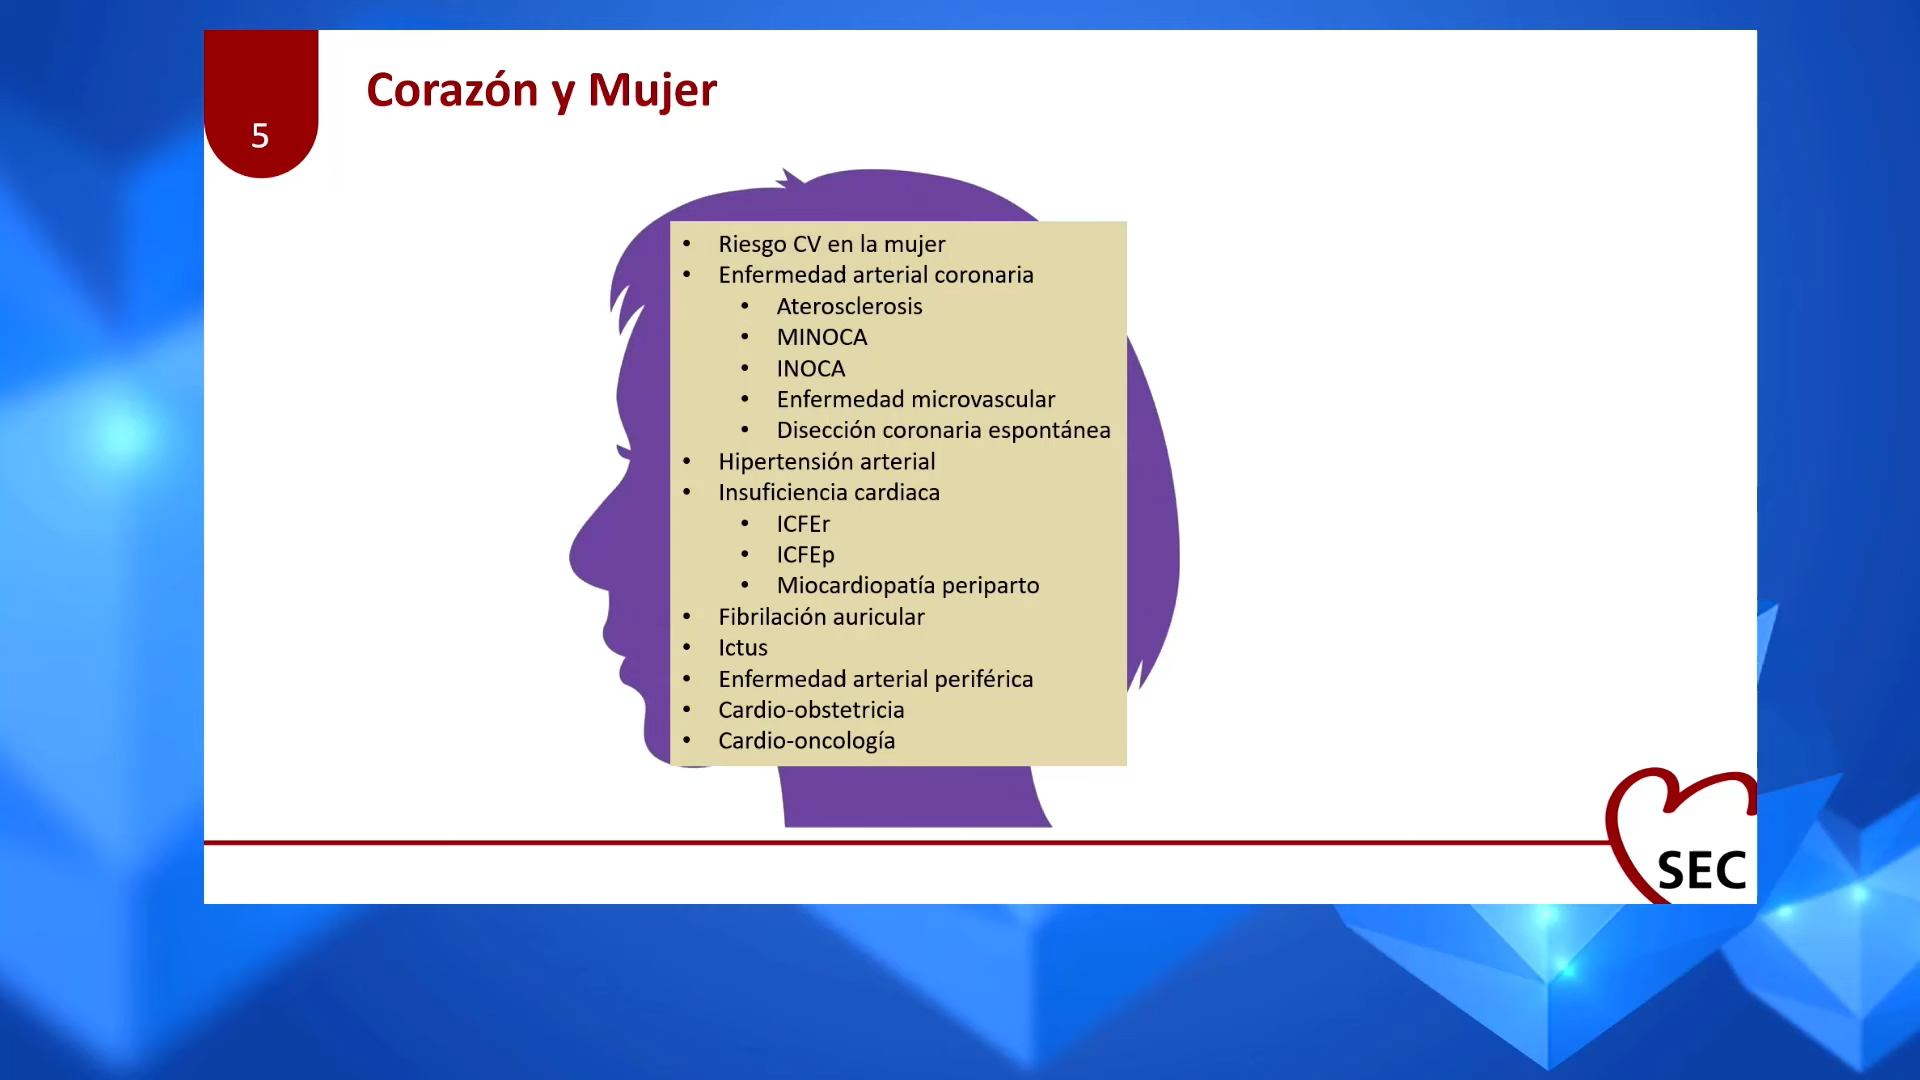 5
Corazón y Mujer
• Riesgo CV en la mujer
• Enfermedad arterial coronaria
• Aterosclerosis
• MINOCA
• INOCA
• Enfermedad microvascular
• Disección coronaria espontánea
• Hipertensión arterial
• Insuficiencia cardiaca
• ICFEr
• ICFEp
• Miocardiopatía periparto
• Fibrilación auricular
• Ictus
• Enfermedad arterial periférica
• Cardio-obstetricia
• Cardio-oncología
SEC